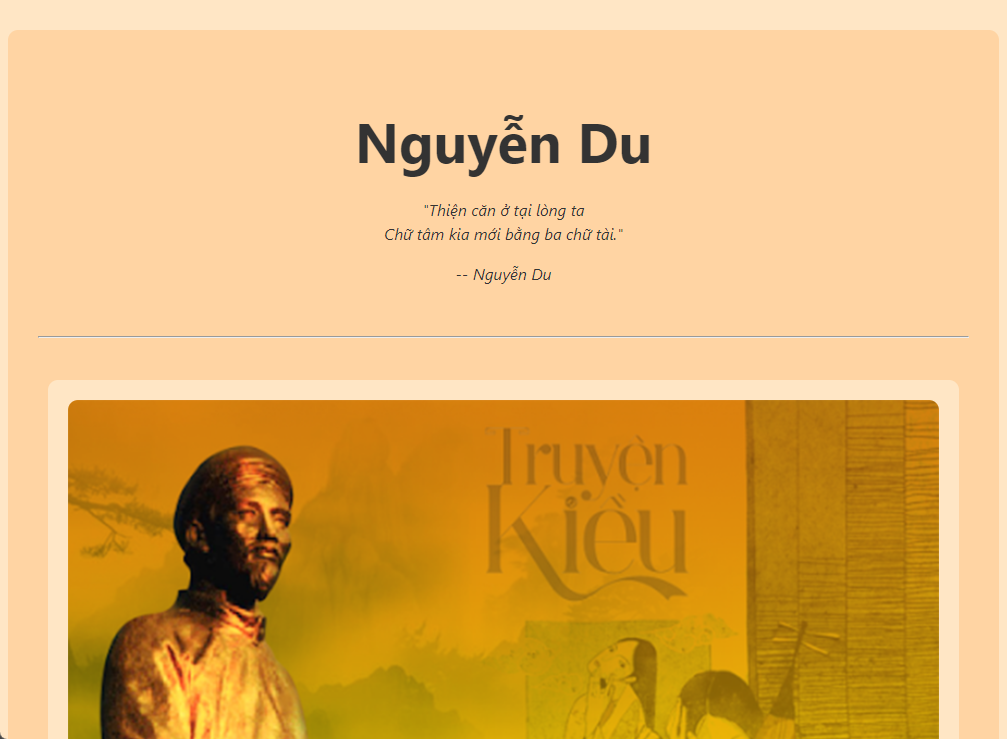 Nguyễn Du
"Thiện căn ở tại lòng ta
Chữ tâm kia mới bằng ba chữ tài."
-- Nguyễn Du
Truyện
Kiều